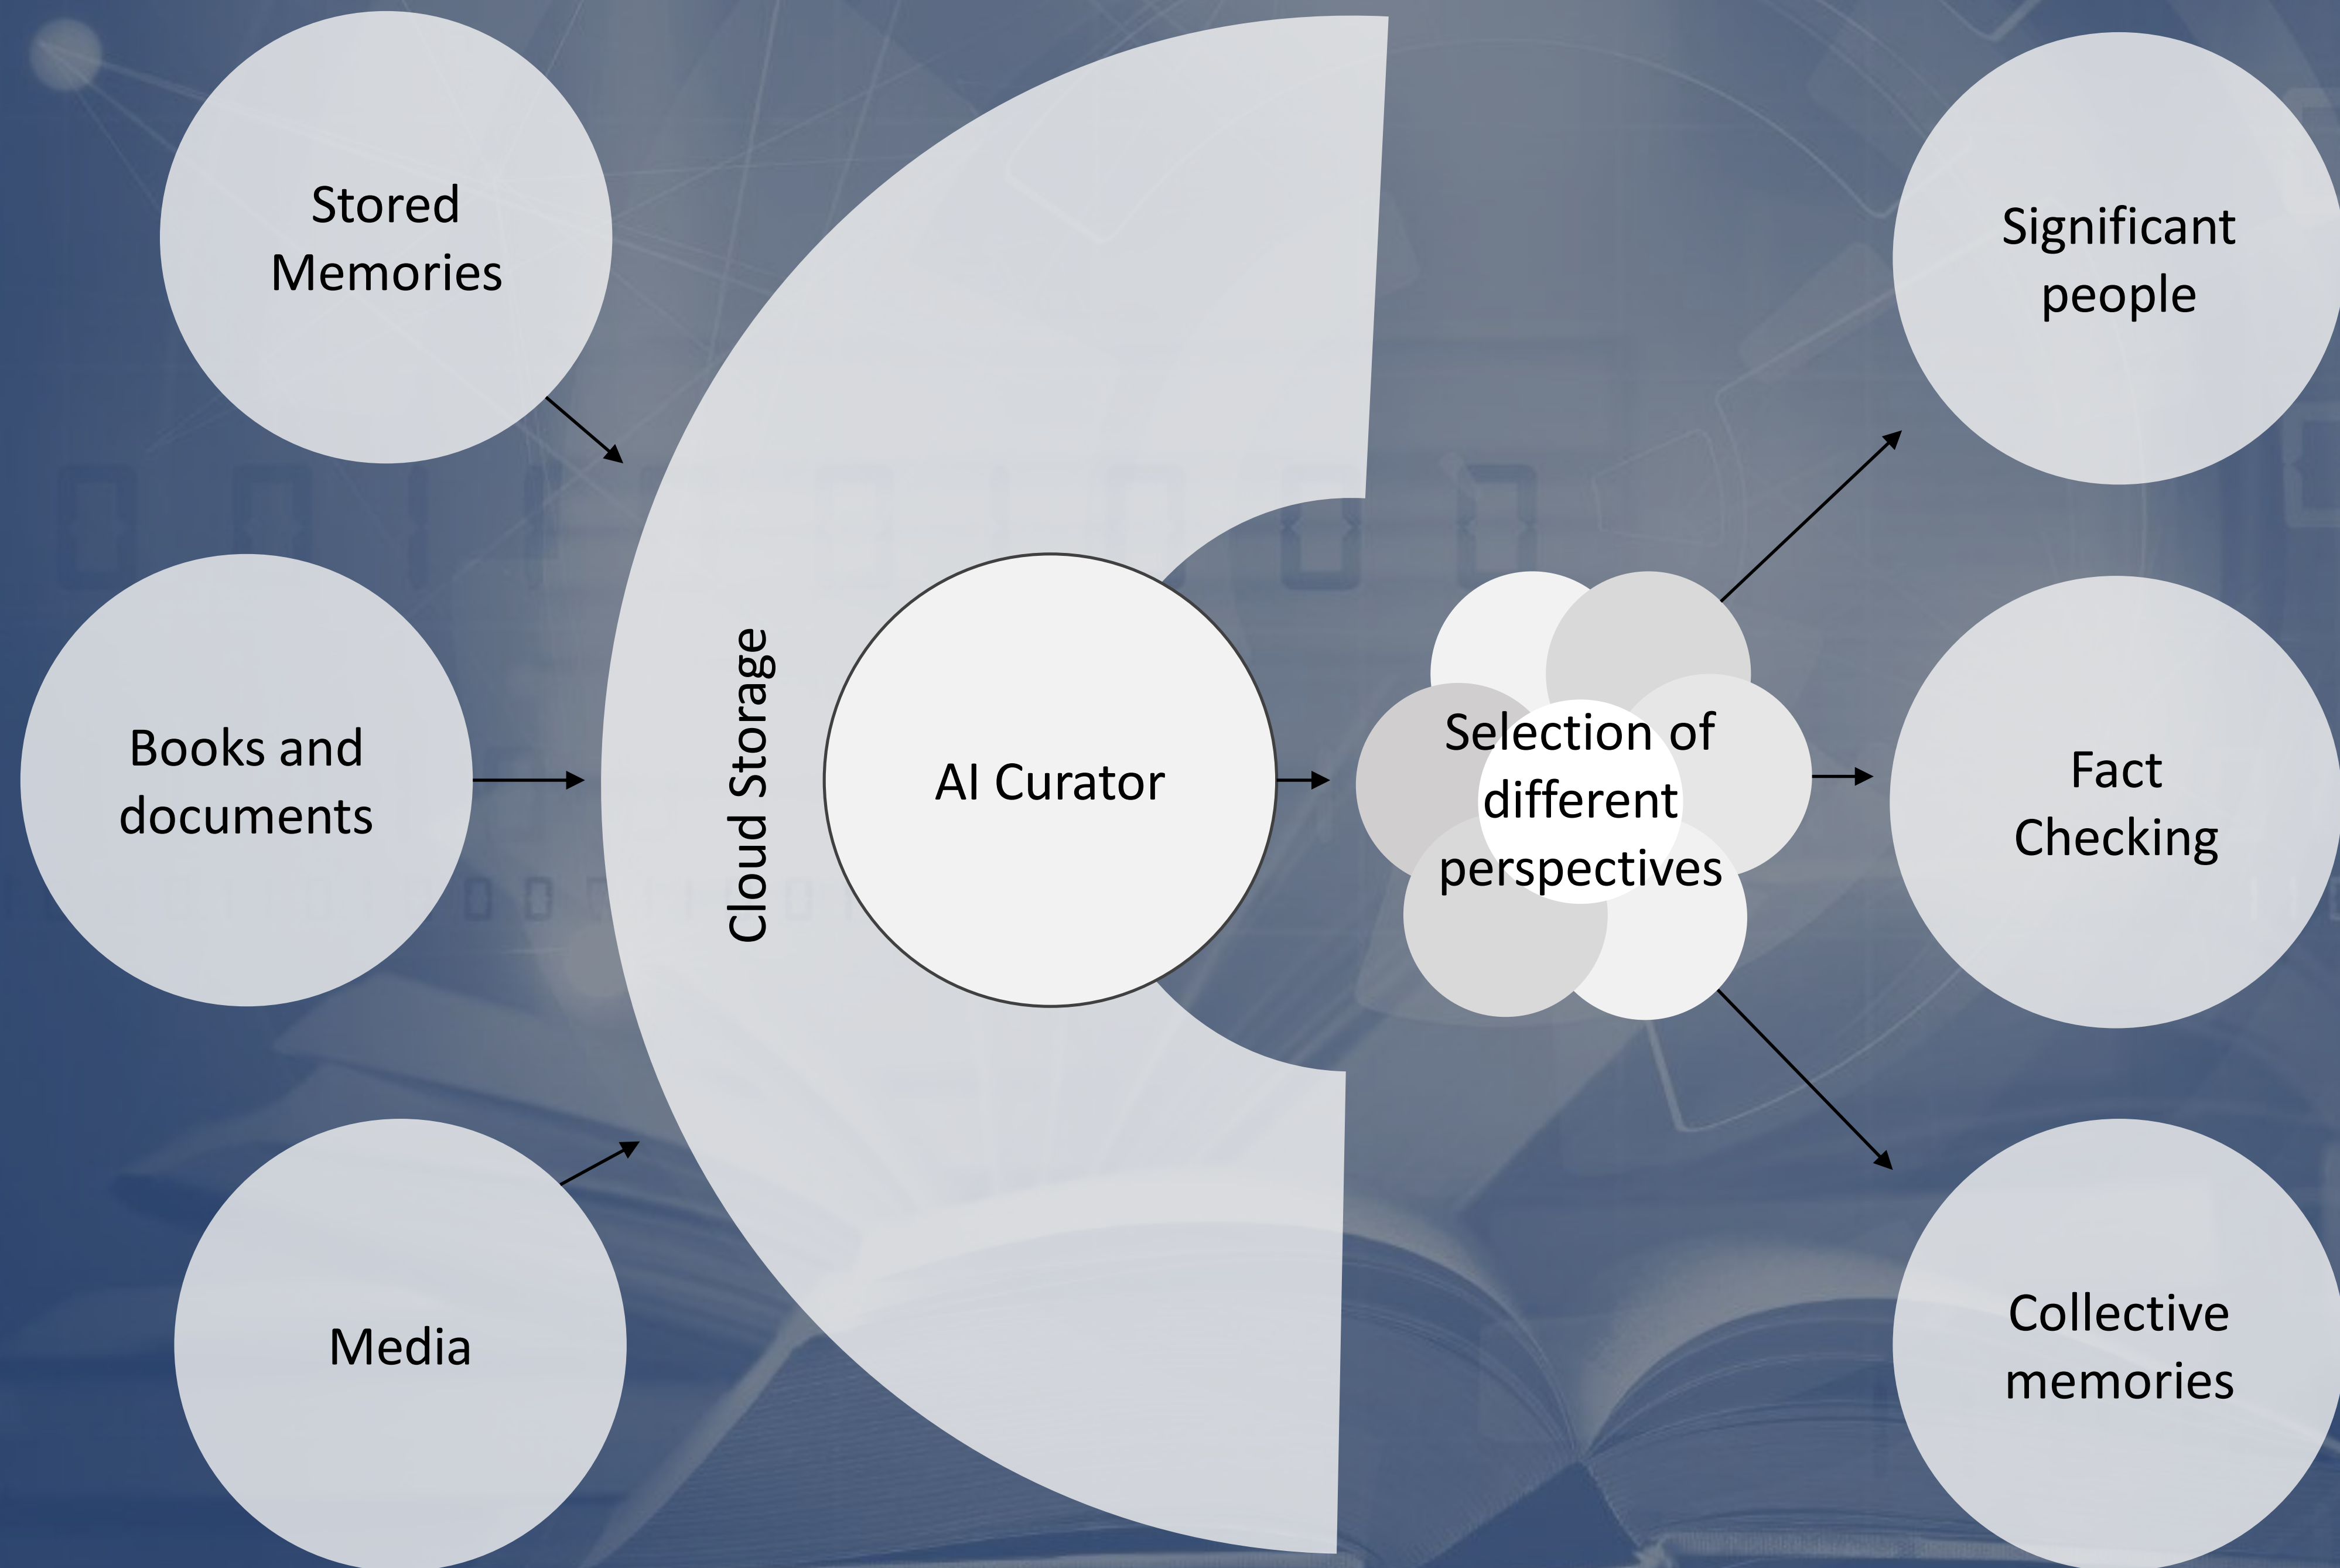 Stored
Memories
Books and
documents
Media
Cloud Storage
AI Curator
Selection of
different
perspectives
Significant
people
Fact
Checking
Collective
memories